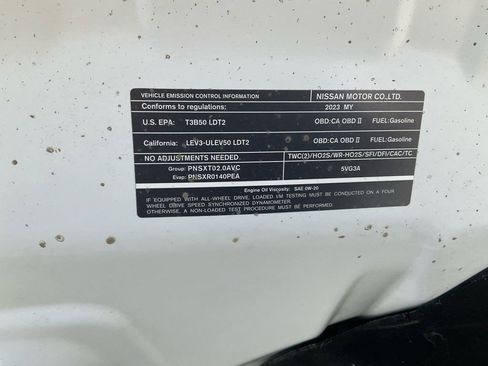 VEHICLE EMISSION CONTROL INFORMATION NISSAN MOTOR CO.,LTD.
Conforms to regulations: 2023 MY
U.S. EPA: T3B50 LDT2 OBD:CA OBD II FUEL:Gasoline
California: LEV3-ULEV50 LDT2 OBD:CA OBD II FUEL:Gasoline
NO ADJUSTMENTS NEEDED. TWC(2)/HO2S/WR-HO2S/SFI/DFI/CAC/TC
Group: PNSXT02.0AVC 5VG3A
Evap: PNSXR0140PEA
Engine Oil Viscosity: SAE 0W-20
IF EQUIPPED WITH ALL-WHEEL DRIVE, LOADED I/M TESTING MUST BE CONDUCTED ON A FOUR
WHEEL DRIVE SPEED SYNCHRONIZED DYNAMOMETER.
OTHERWISE, A NON-LOADED TEST PROCEDURE MUST BE PERFORMED.